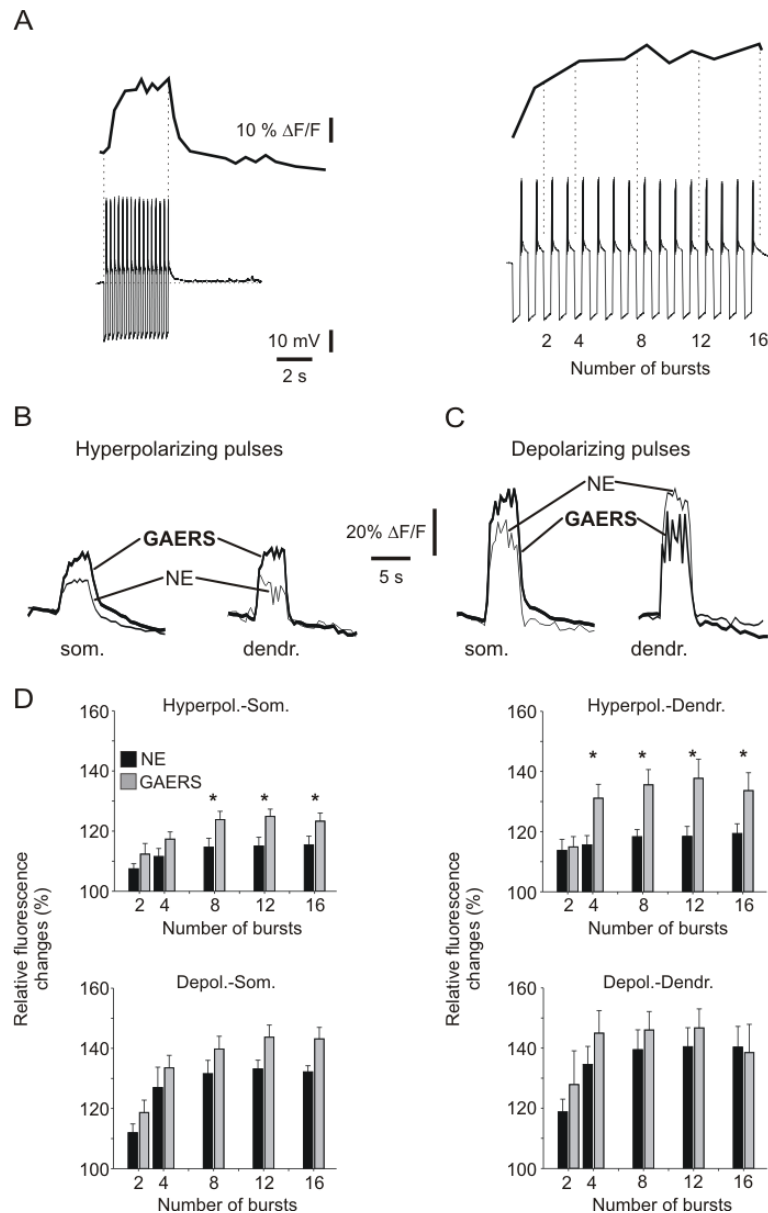 A
10 % ΔF/F
10 mV
2 s
2 4 8 12 16
Number of bursts
B
Hyperpolarizing pulses
GAERS
NE
som.
dendr.
20% ΔF/F
5 s
C
Depolarizing pulses
NE
GAERS
som.
dendr.
D
Hyperpol.-Som.
NE
GAERS
160
140
120
100
* * *
2 4 8 12 16
Number of bursts
Hyperpol.-Dendr.
160
140
120
100
* * * *
2 4 8 12 16
Number of bursts
Relative fluorescence
changes (%)
Relative fluorescence
changes (%)
Depol.-Som.
160
140
120
100
2 4 8 12 16
Number of bursts
Depol.-Dendr.
160
140
120
100
2 4 8 12 16
Number of bursts